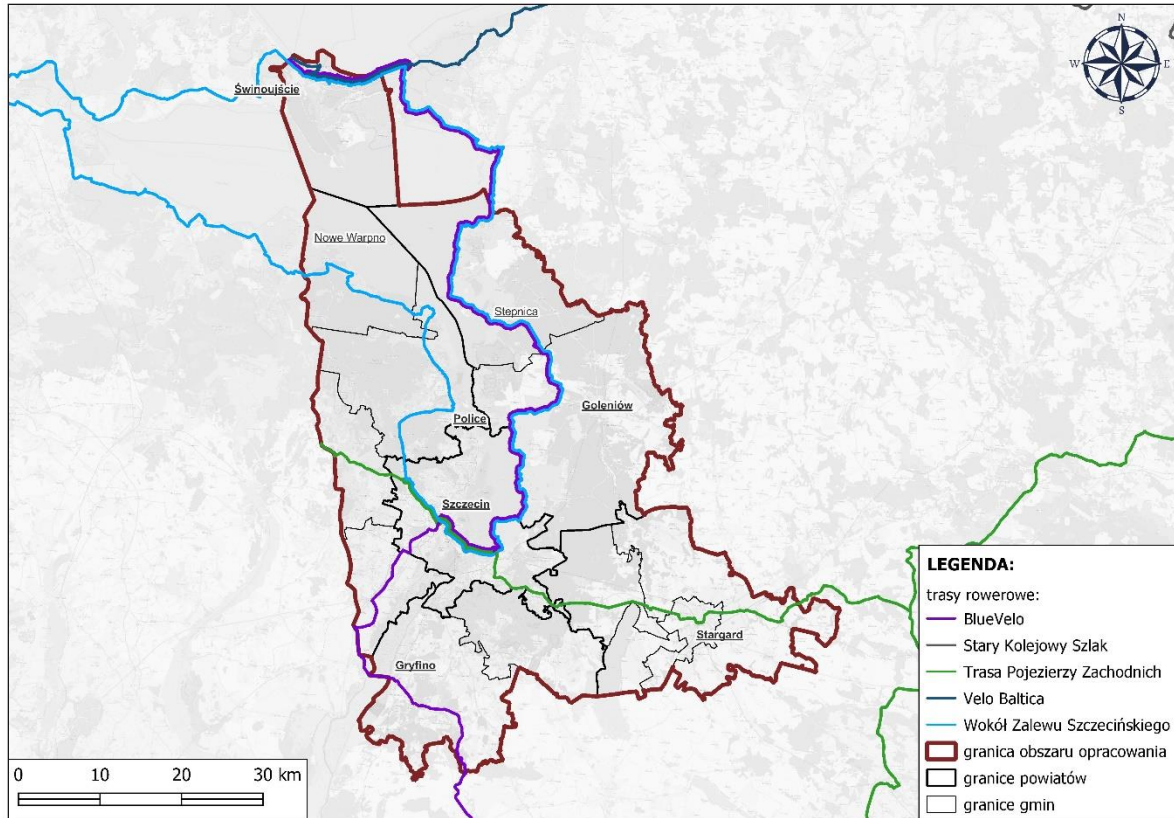 N
W E
S
Świnoujście
Nowe Warpno
Stepnica
Goleniów
Police
Szczecin
Stargard
Gryfino
LEGENDA:
trasy rowerowe:
BlueVelo
Stary Kolejowy Szlak
Trasa Pojezierzy Zachodnich
Velo Baltica
Wokół Zalewu Szczecińskiego
granica obszaru opracowania
granice powiatów
granice gmin
0 10 20 30 km